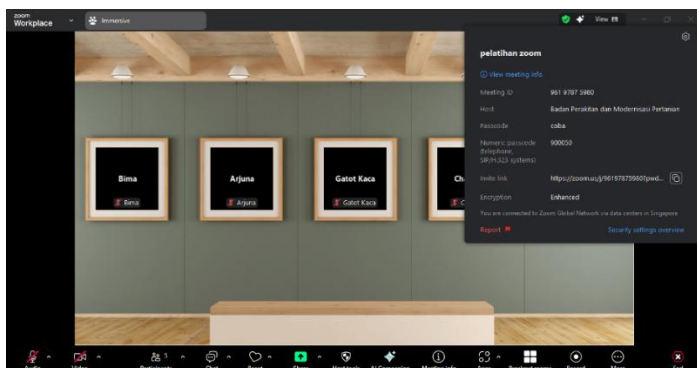 zoom
Workplace
Immersive
View
pelatihan zoom
View meeting info
Meeting ID 961 9787 5980
Host Badan Perakitan dan Modernisasi Pertanian
Passcode coba
Numeric passcode 900050
(telephone,
SIP/H.323 systems)
Invite link https://zoom.us/j/96197875980?pwd...
Encryption Enhanced
You are connected to Zoom Global Network via data centers in Singapore
Report Security settings overview
Bima
Bima
Arjuna
Arjuna
Gatot Kaca
Gatot Kaca
Audio Video 3 Participants Chat React Share Host tools AI Companion Meeting info Apps Breakout rooms Record More End